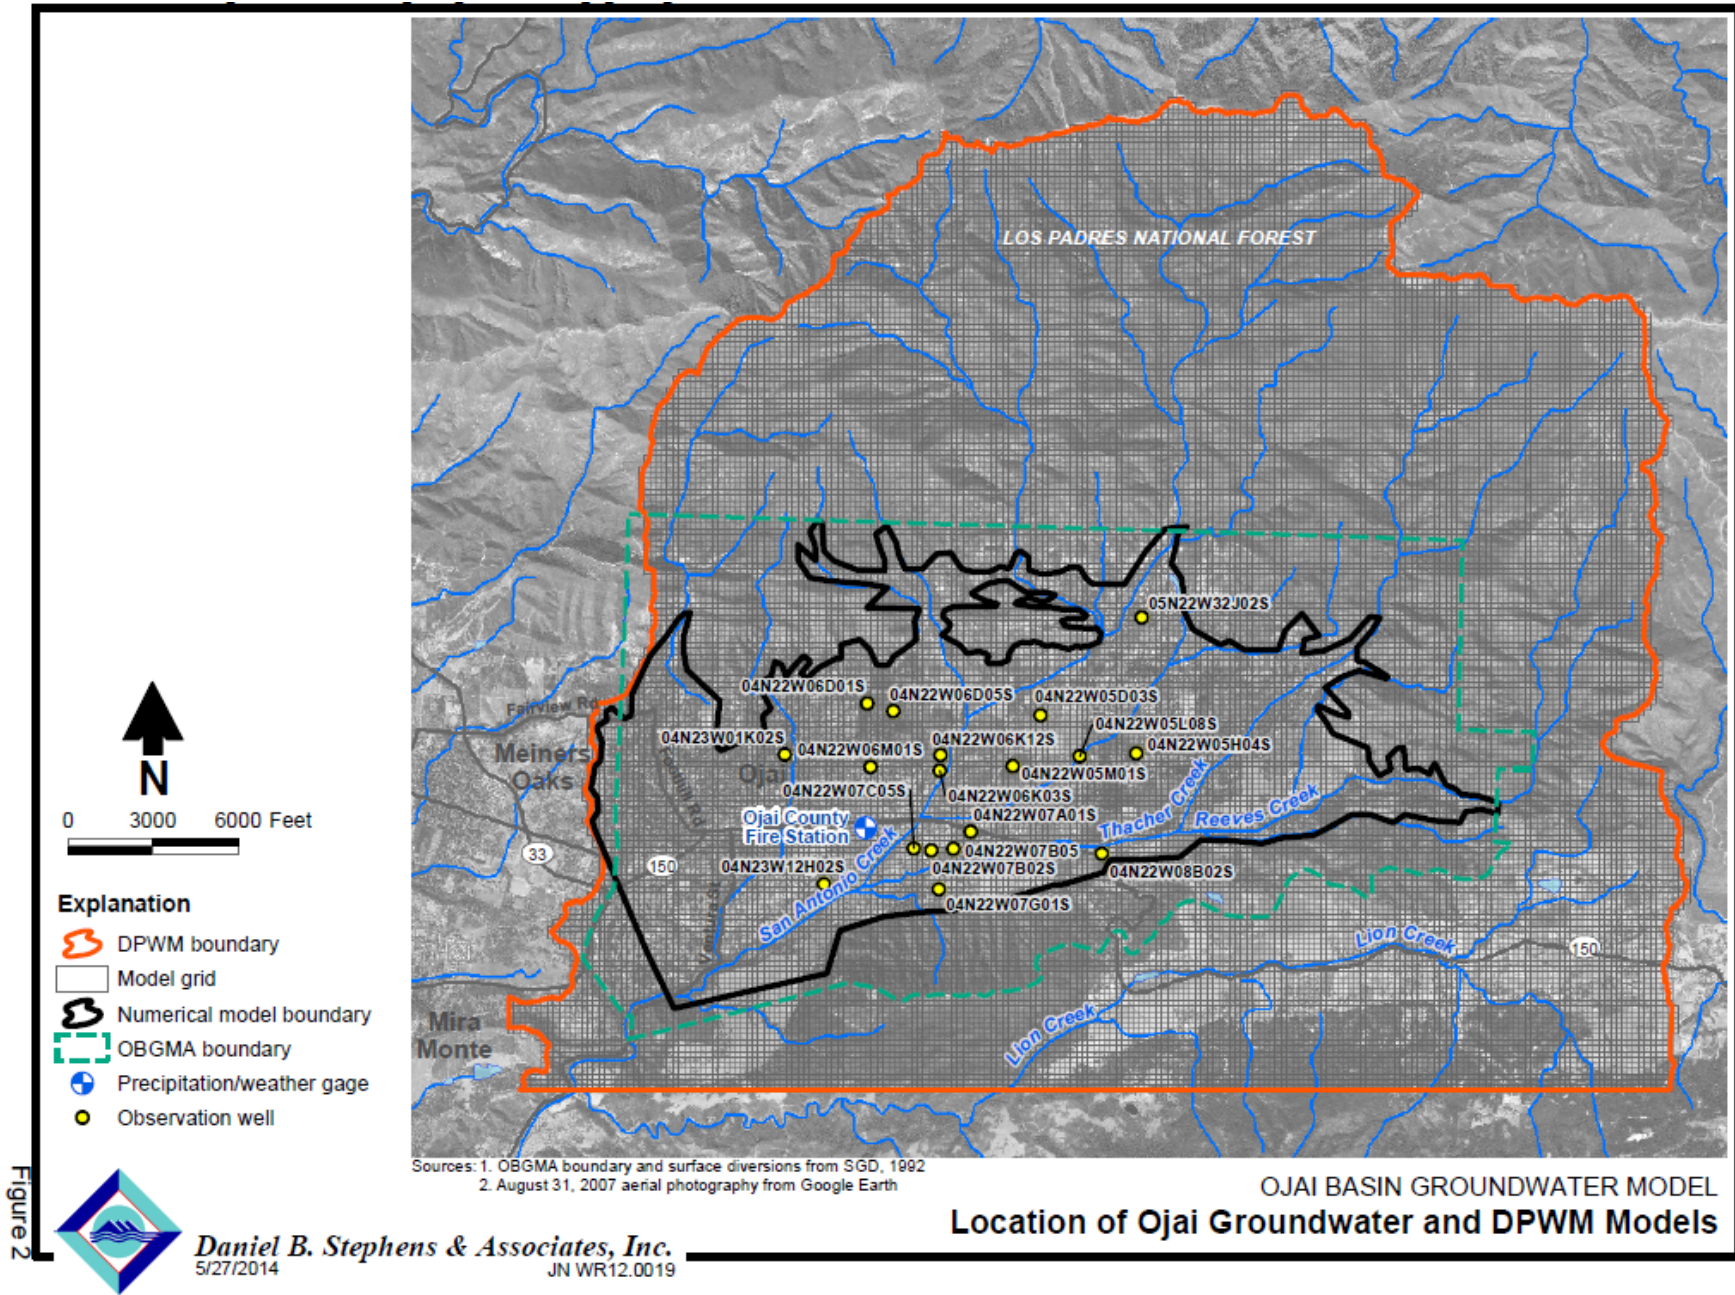 LOS PADRES NATIONAL FOREST
05N22W32J02S
04N22W06D01S
04N22W06D05S
04N22W05D03S
Fairview Rd
04N22W05L08S
04N23W01K02S
04N22W06M01S
04N22W06K12S
04N22W05H04S
Meiners
Oaks
Foothill Rd
Ojai
04N22W05M01S
04N22W07C05S
04N22W06K03S
Thacher Creek
Reeves Creek
Ojai County
Fire Station
04N22W07A01S
San Antonio Creek
04N22W07B05
04N22W07B02S
04N23W12H02S
04N22W08B02S
04N22W07G01S
Ventura St
33
150
Lion Creek
150
Lion Creek
Mira
Monte
N
0 3000 6000 Feet
Explanation
DPWM boundary
Model grid
Numerical model boundary
OBGMA boundary
Precipitation/weather gage
Observation well
Sources: 1. OBGMA boundary and surface diversions from SGD, 1992
2. August 31, 2007 aerial photography from Google Earth
OJAI BASIN GROUNDWATER MODEL
Location of Ojai Groundwater and DPWM Models
Daniel B. Stephens & Associates, Inc.
5/27/2014 JN WR12.0019
Figure 2